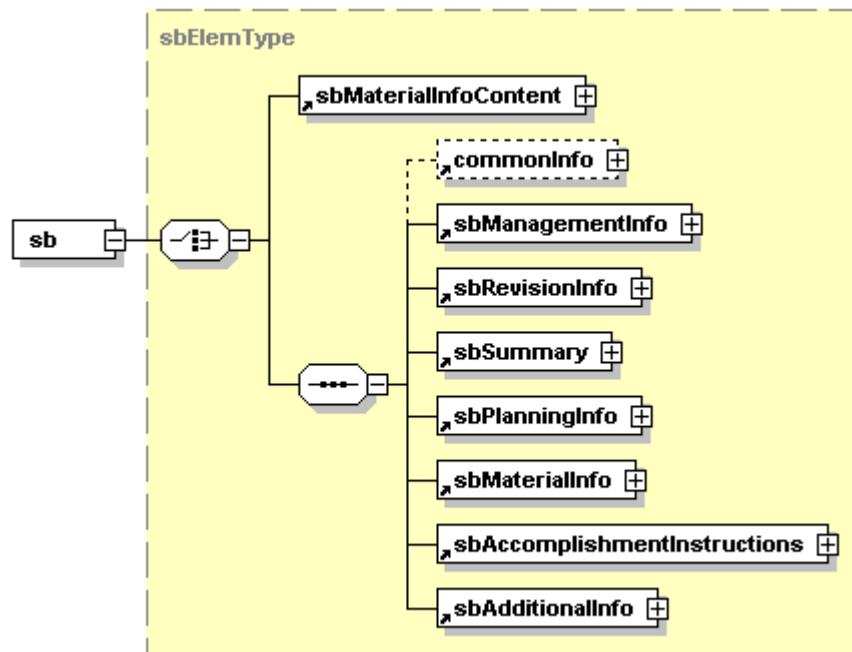 sbElemType
sbMaterialInfoContent
commonInfo
sbManagementInfo
sb
sbRevisionInfo
sbSummary
sbPlanningInfo
sbMaterialInfo
sbAccomplishmentInstructions
sbAdditionalInfo